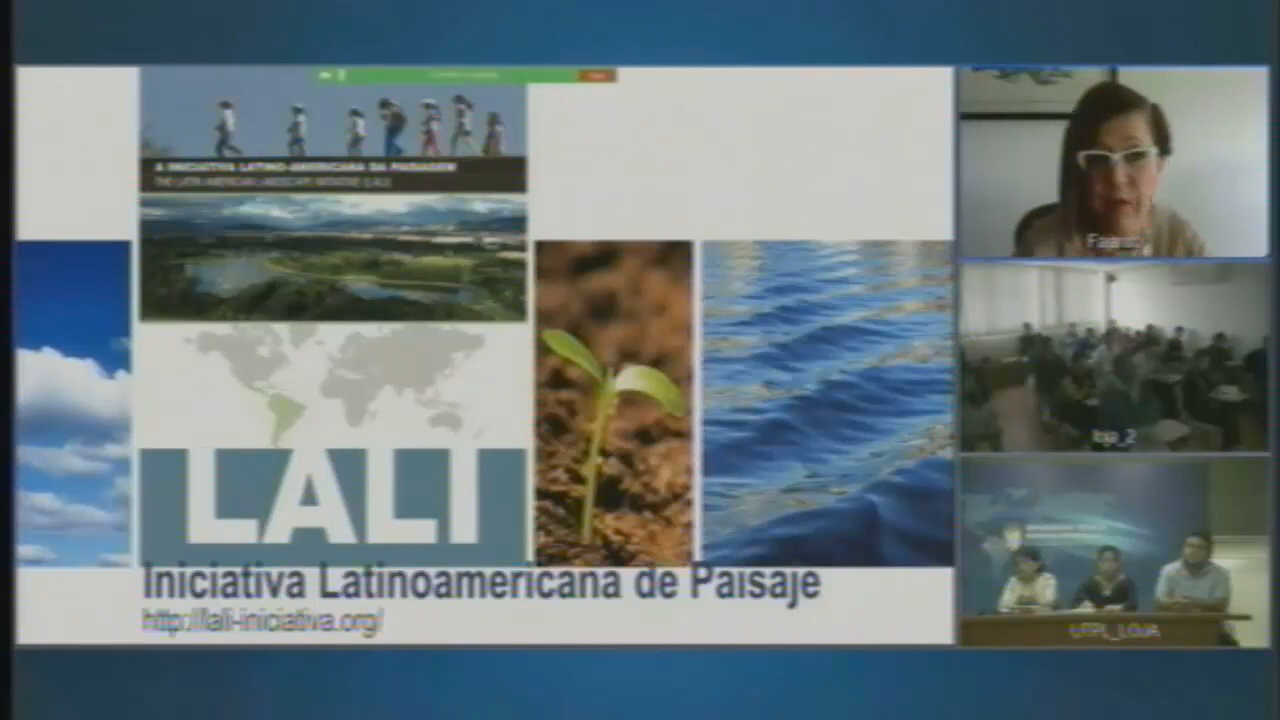 A INICIATIVA LATINO-AMERICANA DA PAISAGEM
THE LATIN AMERICAN LANDSCAPE INITIATIVE (LALI)
LALI
Iniciativa Latinoamericana de Paisaje
http://lali-iniciativa.org/
loja_2
UTPL_LOJA